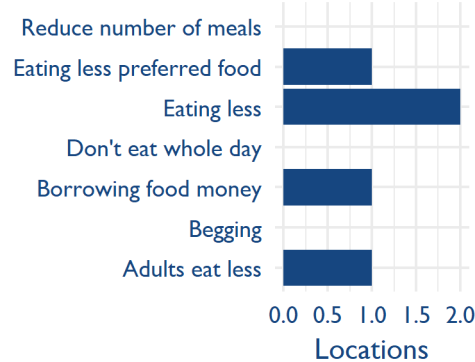 Reduce number of meals
Eating less preferred food
Eating less
Don't eat whole day
Borrowing food money
Begging
Adults eat less
0.0 0.5 1.0 1.5 2.0
Locations